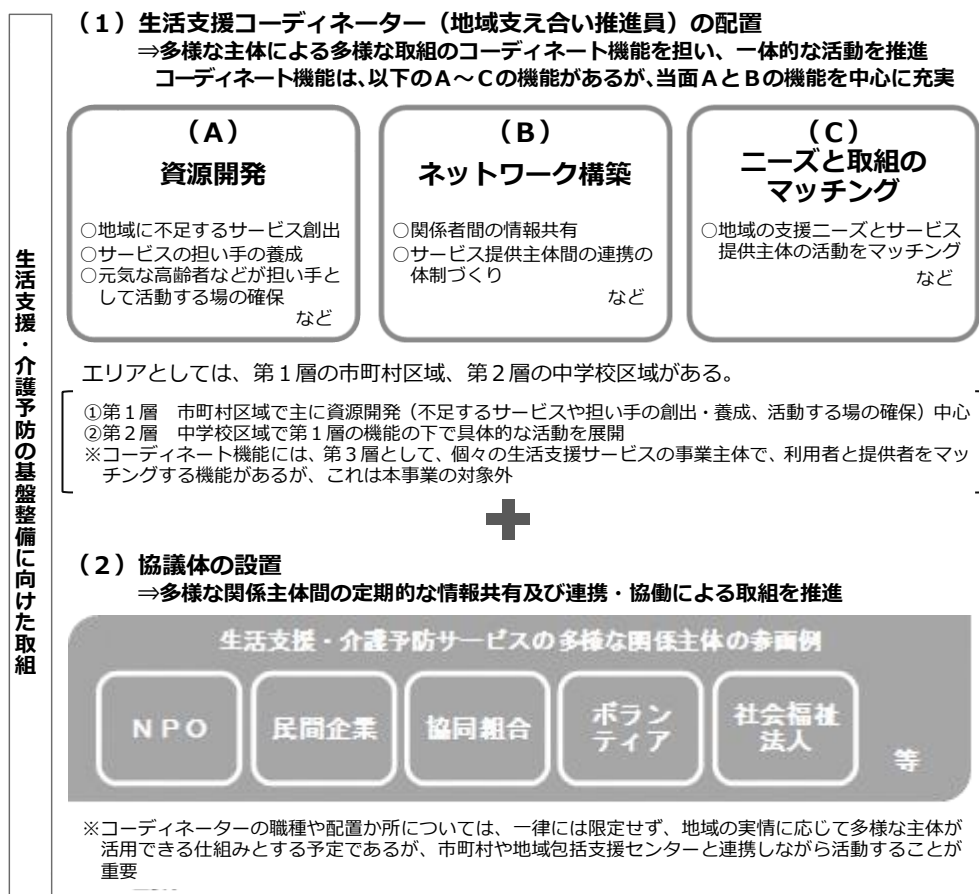 生活支援・介護予防の基盤整備に向けた取組
（１）生活支援コーディネーター（地域支え合い推進員）の配置
⇒多様な主体による多様な取組のコーディネート機能を担い、一体的な活動を推進
コーディネート機能は、以下のＡ～Ｃの機能があるが、当面ＡとＢの機能を中心に充実
（Ａ）
資源開発
○地域に不足するサービス創出
○サービスの担い手の養成
○元気な高齢者などが担い手と
して活動する場の確保
など
（Ｂ）
ネットワーク構築
○関係者間の情報共有
○サービス提供主体間の連携の
体制づくり
など
（Ｃ）
ニーズと取組の
マッチング
○地域の支援ニーズとサービス
提供主体の活動をマッチング
など
エリアとしては、第１層の市町村区域、第２層の中学校区域がある。
①第１層　市町村区域で主に資源開発（不足するサービスや担い手の創出・養成、活動する場の確保）中心
②第２層　中学校区域で第１層の機能の下で具体的な活動を展開
※コーディネート機能には、第３層として、個々の生活支援サービスの事業主体で、利用者と提供者をマッ
チングする機能があるが、これは本事業の対象外
（２）協議体の設置
⇒多様な関係主体間の定期的な情報共有及び連携・協働による取組を推進
生活支援・介護予防サービスの多様な関係主体の参画例
ＮＰＯ
民間企業
協同組合
ボラン
ティア
社会福祉
法人
等
※コーディネーターの職種や配置か所については、一律には限定せず、地域の実情に応じて多様な主体が
活用できる仕組みとする予定であるが、市町村や地域包括支援センターと連携しながら活動することが
重要